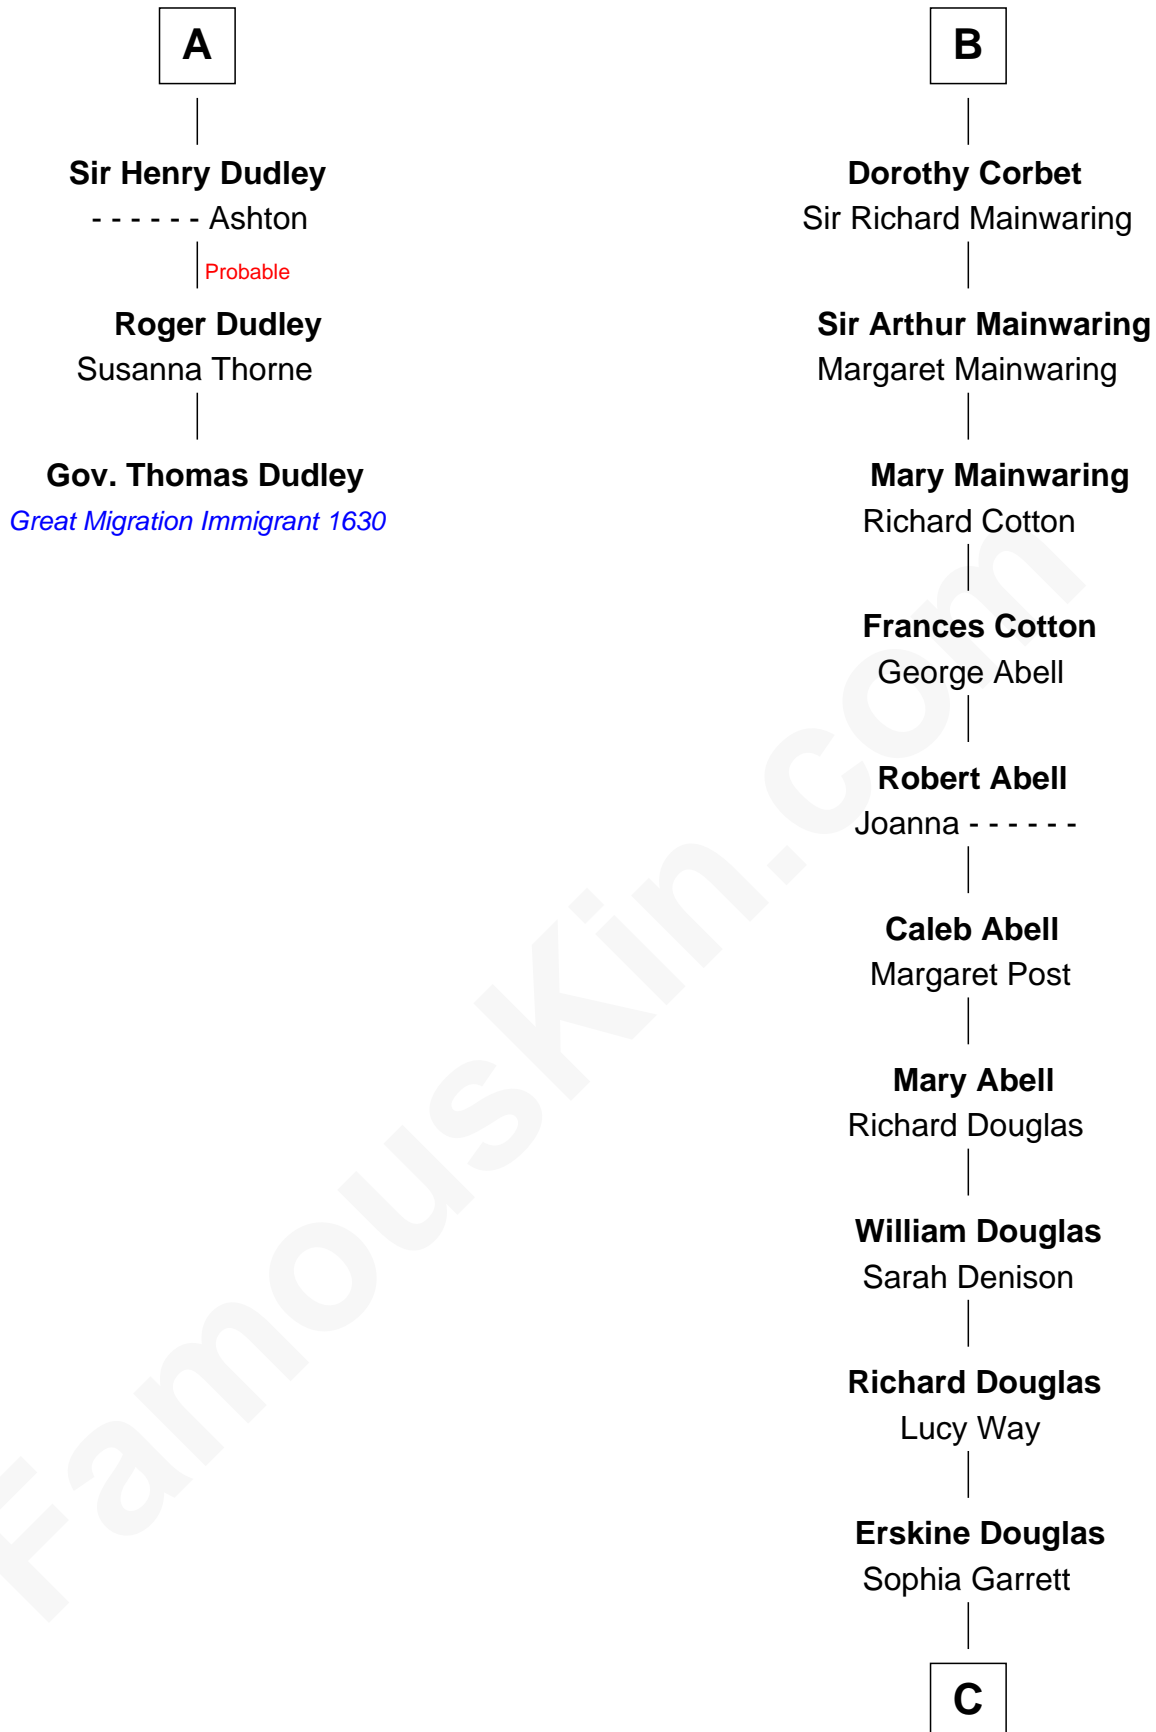 A
Sir Henry Dudley
- - - - - - Ashton
Probable
Roger Dudley
Susanna Thorne
Gov. Thomas Dudley
Great Migration Immigrant 1630
B
Dorothy Corbet
Sir Richard Mainwaring
Sir Arthur Mainwaring
Margaret Mainwaring
Mary Mainwaring
Richard Cotton
Frances Cotton
George Abell
Robert Abell
Joanna - - - - - -
Caleb Abell
Margaret Post
Mary Abell
Richard Douglas
William Douglas
Sarah Denison
Richard Douglas
Lucy Way
Erskine Douglas
Sophia Garrett
C
FamousKin.com